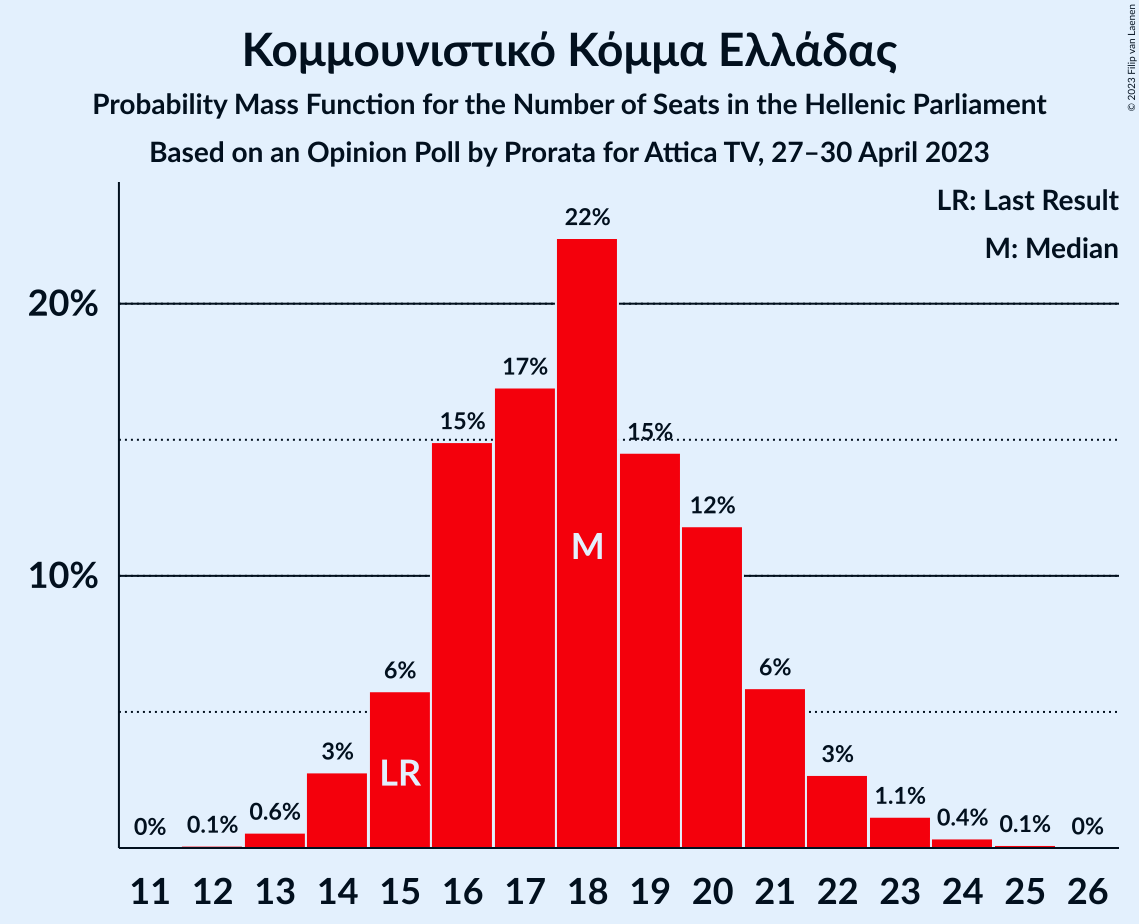 Κομμουνιστικό Κόμμα Ελλάδας
Probability Mass Function for the Number of Seats in the Hellenic Parliament
Based on an Opinion Poll by Prorata for Attica TV, 27–30 April 2023
© 2023 Filip van Laenen
LR: Last Result
M: Median
22%
20%
17%
15%
15%
12%
M
10%
6%
6%
3%
LR
3%
1.1%
0.6%
0.4%
0% 0.1%
0.1% 0%
11 12 13 14 15 16 17 18 19 20 21 22 23 24 25 26